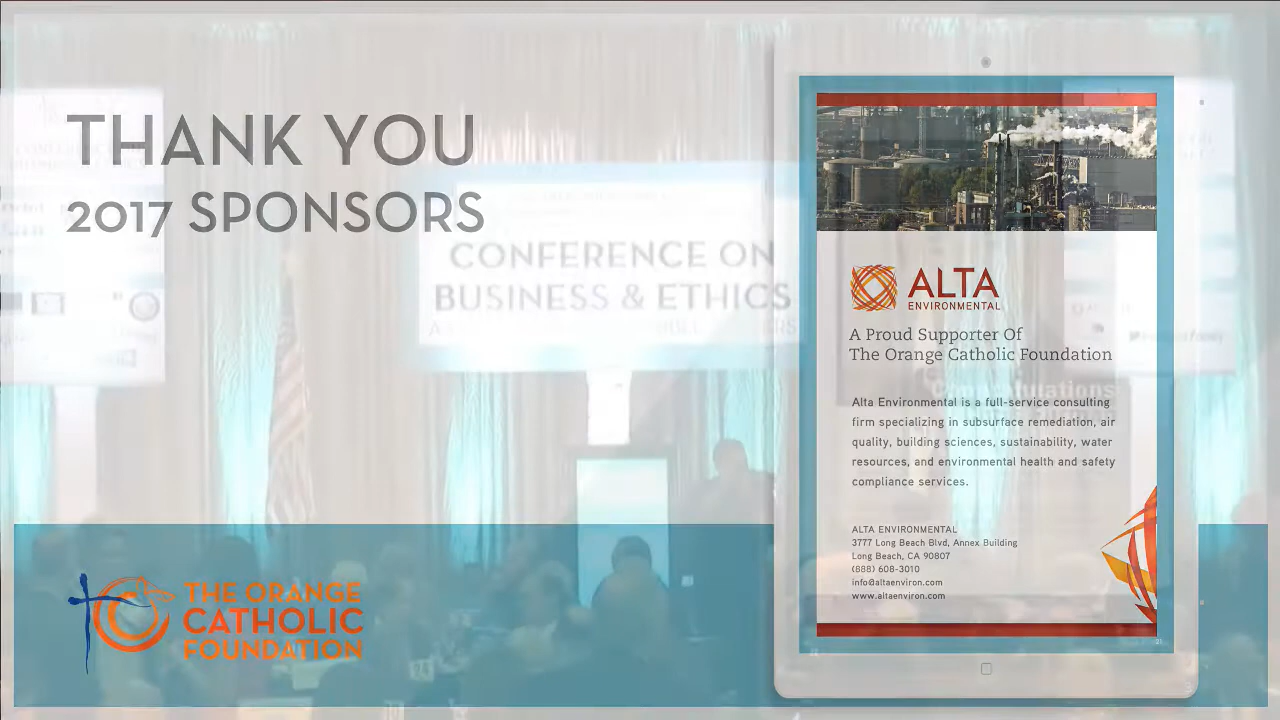 THANK YOU
2017 SPONSORS
CONFERENCE ON
BUSINESS & ETHICS
THE ORANGE
CATHOLIC
FOUNDATION
ALTA
ENVIRONMENTAL
A Proud Supporter Of
The Orange Catholic Foundation
Congratulations
Alta Environmental is a full-service consulting
firm specializing in subsurface remediation, air
quality, building sciences, sustainability, water
resources, and environmental health and safety
compliance services.
ALTA ENVIRONMENTAL
3777 Long Beach Blvd, Annex Building
Long Beach, CA 90807
(888) 608-3010
info@altaenviron.com
www.altaenviron.com